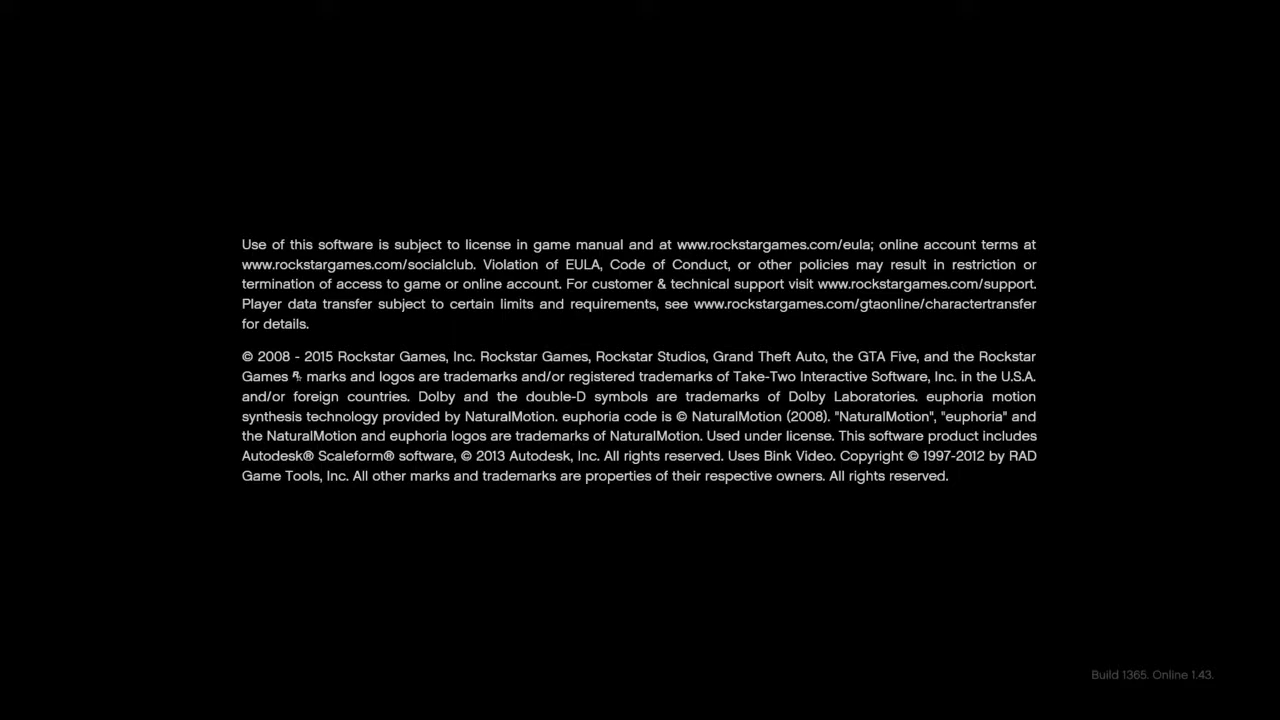 Use of this software is subject to license in game manual and at www.rockstargames.com/eula; online account terms at
www.rockstargames.com/socialclub. Violation of EULA, Code of Conduct, or other policies may result in restriction or
termination of access to game or online account. For customer & technical support visit www.rockstargames.com/support.
Player data transfer subject to certain limits and requirements, see www.rockstargames.com/gtaonline/charactertransfer
for details.
© 2008 - 2015 Rockstar Games, Inc. Rockstar Games, Rockstar Studios, Grand Theft Auto, the GTA Five, and the Rockstar
Games R* marks and logos are trademarks and/or registered trademarks of Take-Two Interactive Software, Inc. in the U.S.A.
and/or foreign countries. Dolby and the double-D symbols are trademarks of Dolby Laboratories. euphoria motion
synthesis technology provided by NaturalMotion. euphoria code is © NaturalMotion (2008). "NaturalMotion", "euphoria" and
the NaturalMotion and euphoria logos are trademarks of NaturalMotion. Used under license. This software product includes
Autodesk® Scaleform® software, © 2013 Autodesk, Inc. All rights reserved. Uses Bink Video. Copyright © 1997-2012 by RAD
Game Tools, Inc. All other marks and trademarks are properties of their respective owners. All rights reserved.
Build 1365. Online 1.43.